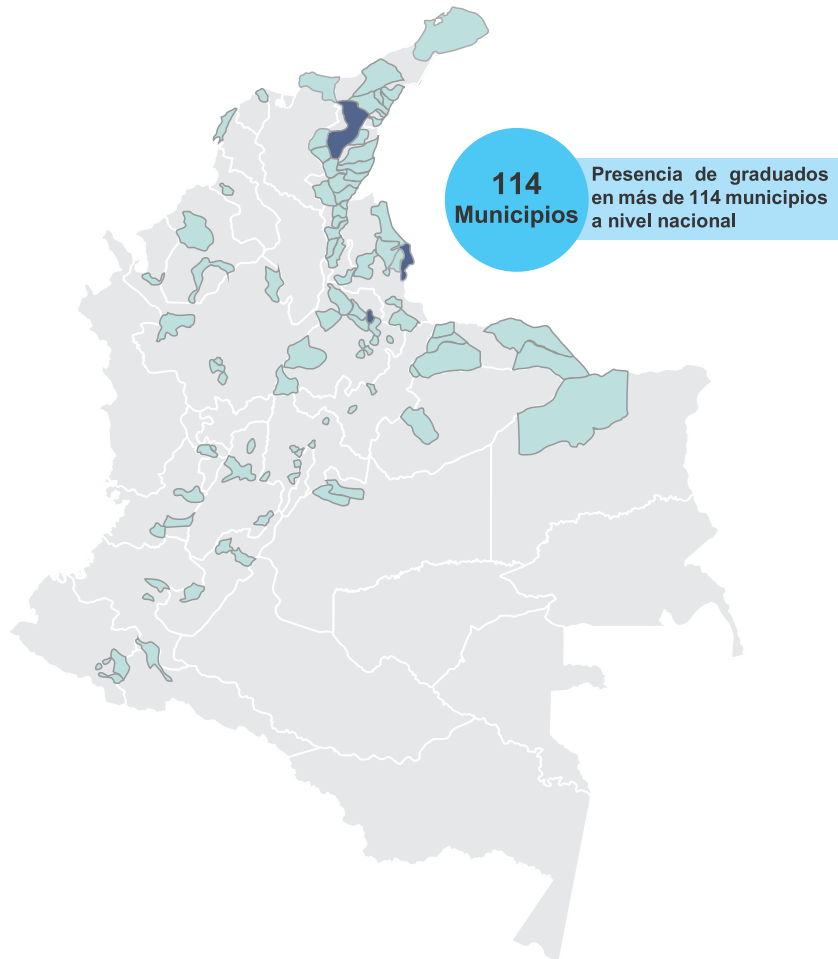 114
Municipios
Presencia de graduados
en más de 114 municipios
a nivel nacional